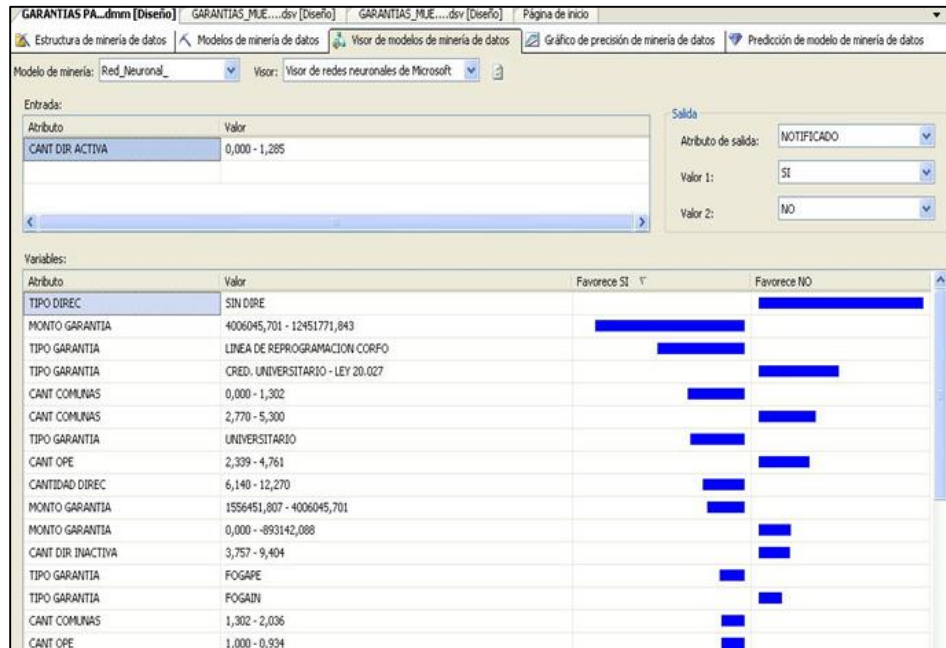 GARANTIAS PA...dmm [Diseño] GARANTIAS_MUE....dsv [Diseño] GARANTIAS_MUE....dsv [Diseño] Página de inicio
Estructura de minería de datos Modelos de minería de datos Visor de modelos de minería de datos Gráfico de precisión de minería de datos Predicción de modelo de minería de datos
Modelo de minería: Red_Neuronal_ Visor: Visor de redes neuronales de Microsoft
Entrada:
Atributo Valor
CANT DIR ACTIVA 0,000 - 1,285
Salida
Atributo de salida: NOTIFICADO
Valor 1: SI
Valor 2: NO
Variables:
Atributo Valor Favorece SI Favorece NO
TIPO DIREC SIN DIRE
MONTO GARANTIA 4006045,701 - 12451771,843
TIPO GARANTIA LINEA DE REPROGRAMACION CORFO
TIPO GARANTIA CRED. UNIVERSITARIO - LEY 20.027
CANT COMUNAS 0,000 - 1,302
CANT COMUNAS 2,770 - 5,300
TIPO GARANTIA UNIVERSITARIO
CANT OPE 2,339 - 4,761
CANTIDAD DIREC 6,140 - 12,270
MONTO GARANTIA 1556451,807 - 4006045,701
MONTO GARANTIA 0,000 - -893142,088
CANT DIR INACTIVA 3,757 - 9,404
TIPO GARANTIA FOGAPE
TIPO GARANTIA FOGAIN
CANT COMUNAS 1,302 - 2,036
CANT OPE 1,000 - 0,934